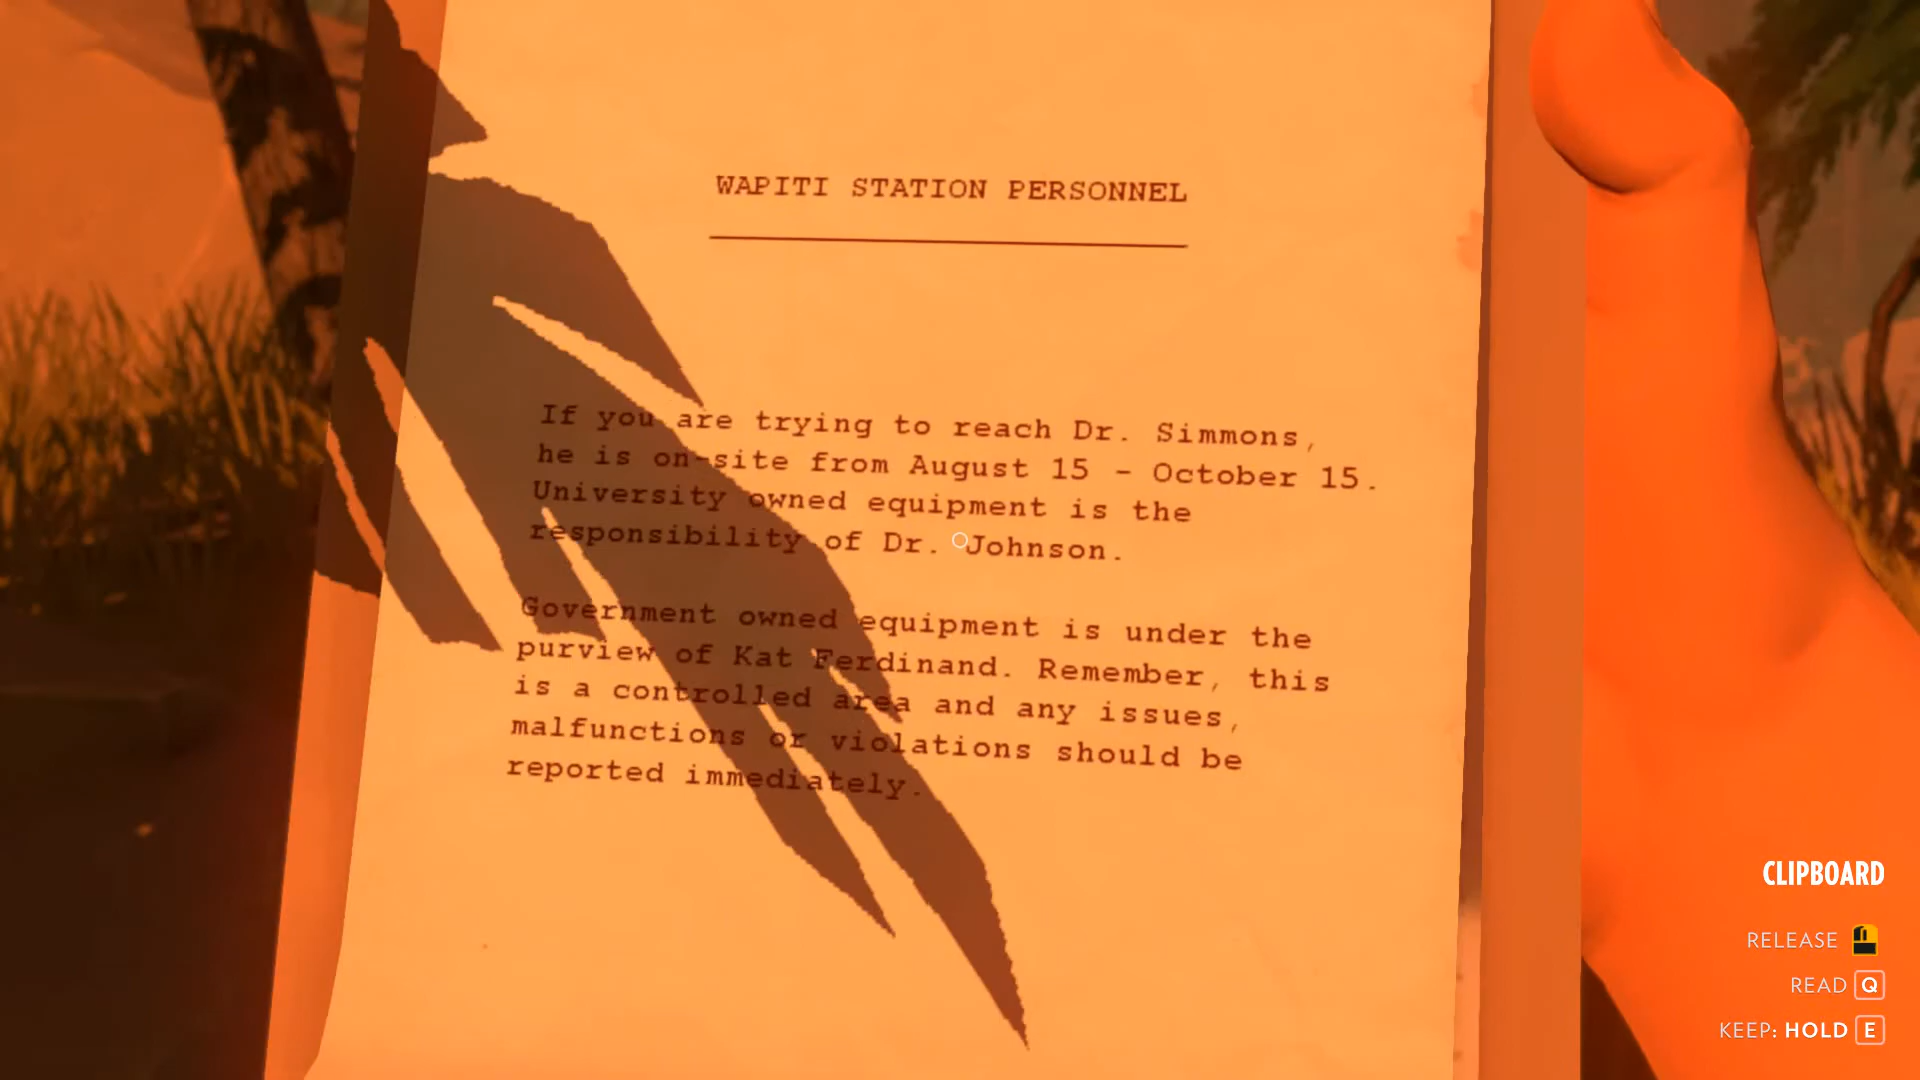 WAPITI STATION PERSONNEL
If you are trying to reach Dr. Simmons,
he is on-site from August 15 - October 15.
University owned equipment is the
responsibility of Dr. Johnson.
Government owned equipment is under the
purview of Kat Ferdinand. Remember, this
is a controlled area and any issues,
malfunctions or violations should be
reported immediately.
CLIPBOARD
RELEASE
READ Q
KEEP: HOLD E